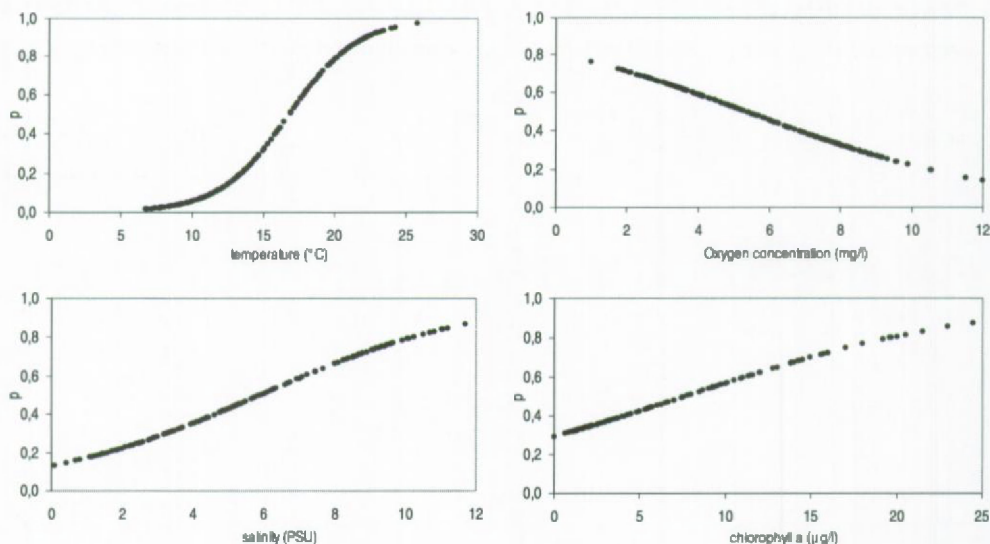 1,0
0,8
0,6
0,4
0,2
0,0
p
0 5 10 15 20 25 30
temperature (°C)
1,0
0,8
0,6
0,4
0,2
0,0
p
0 2 4 6 8 10 12
Oxygen concentration (mg/l)
1,0
0,8
0,6
0,4
0,2
0,0
p
0 2 4 6 8 10 12
salinity (PSU)
1,0
0,8
0,6
0,4
0,2
0,0
p
0 5 10 15 20 25
chlorophyll a (µg/l)